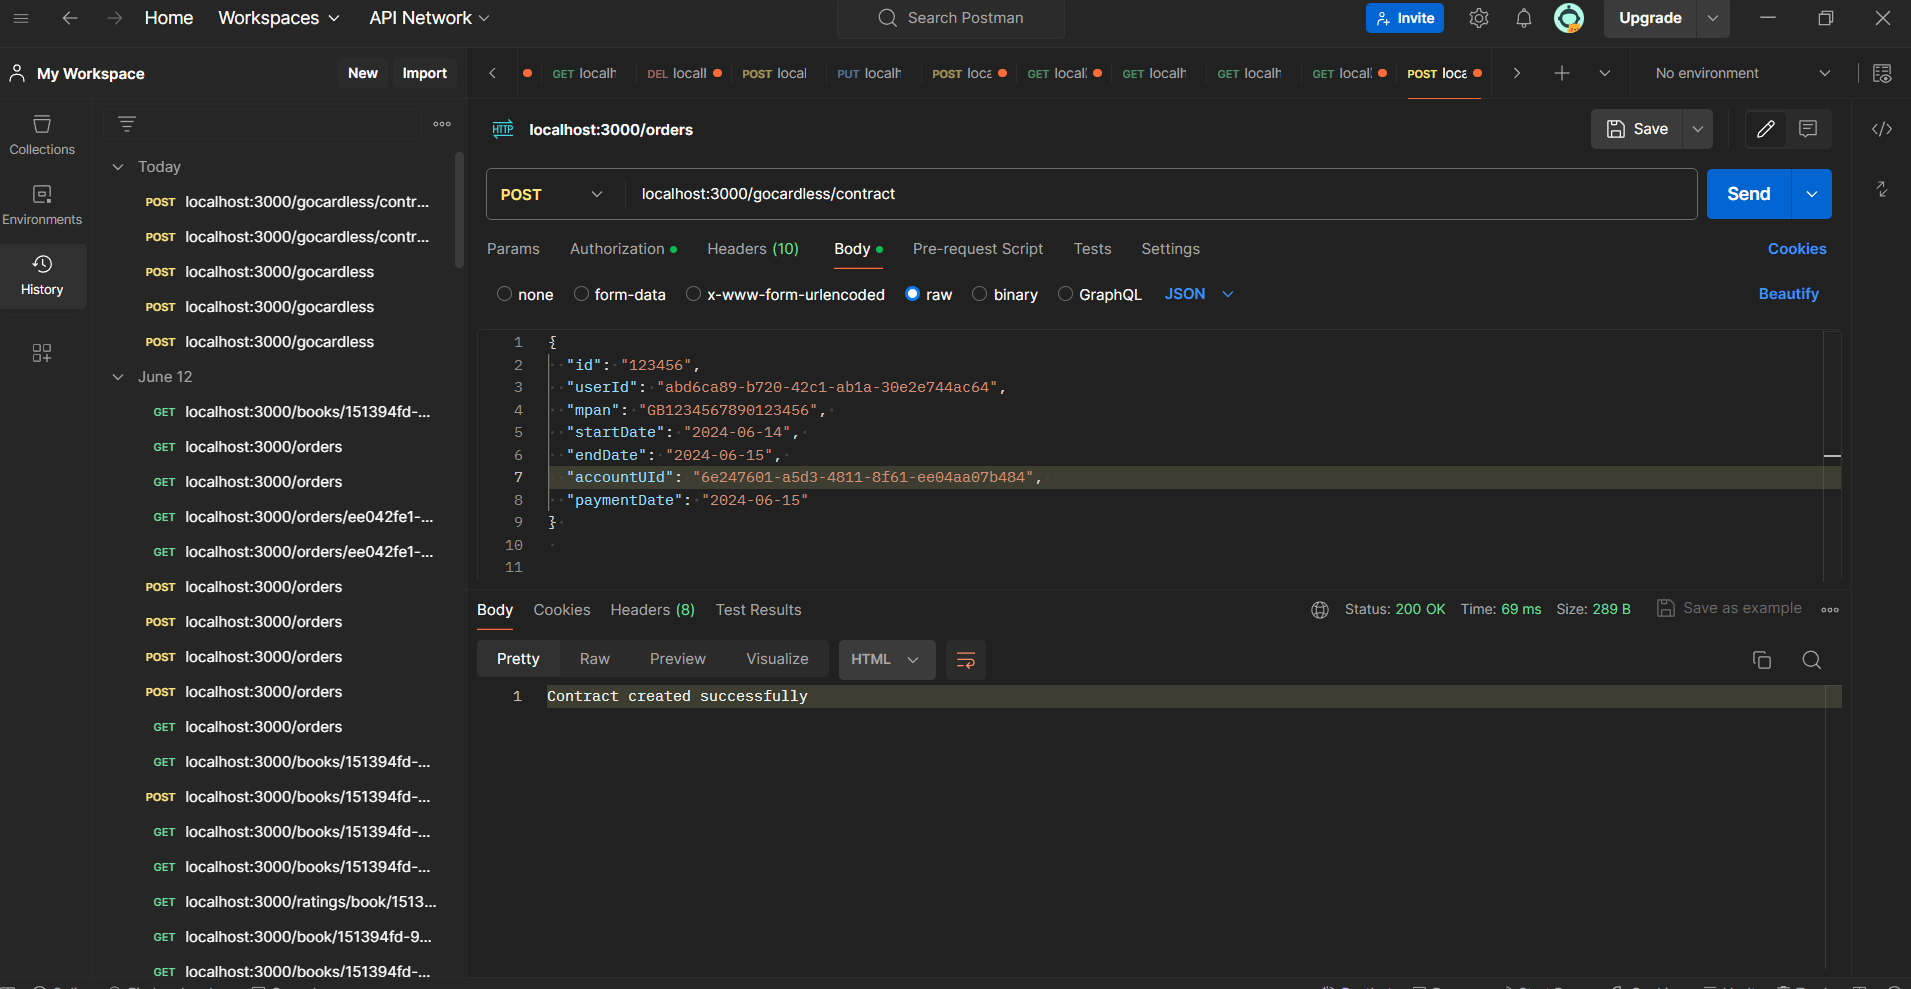 Home
Workspaces
API Network
Search Postman
Invite
Upgrade
My Workspace
New
Import
GET localh
DEL locall
POST local
PUT localh
POST loca
GET locall
GET localh
GET localh
GET local
POST loca
No environment
Collections
Environments
History
Today
POST localhost:3000/gocardless/contr...
POST localhost:3000/gocardless/contr...
POST localhost:3000/gocardless
POST localhost:3000/gocardless
POST localhost:3000/gocardless
June 12
GET localhost:3000/books/151394fd-...
GET localhost:3000/orders
GET localhost:3000/orders
GET localhost:3000/orders/ee042fe1-...
GET localhost:3000/orders/ee042fe1-...
POST localhost:3000/orders
POST localhost:3000/orders
POST localhost:3000/orders
POST localhost:3000/orders
GET localhost:3000/orders
GET localhost:3000/books/151394fd-...
POST localhost:3000/books/151394fd-...
GET localhost:3000/books/151394fd-...
GET localhost:3000/books/151394fd-...
GET localhost:3000/ratings/book/1513...
GET localhost:3000/book/151394fd-9...
GET localhost:3000/books/151394fd-...
HTTP localhost:3000/orders
Save
POST localhost:3000/gocardless/contract
Send
Params Authorization Headers (10) Body Pre-request Script Tests Settings
Cookies
none form-data x-www-form-urlencoded raw binary GraphQL JSON
Beautify
1 {
2 "id": "123456",
3 "userId": "abd6ca89-b720-42c1-ab1a-30e2e744ac64",
4 "mpan": "GB1234567890123456",
5 "startDate": "2024-06-14",
6 "endDate": "2024-06-15",
7 "accountUId": "6e247601-a5d3-4811-8f61-ee04aa07b484",
8 "paymentDate": "2024-06-15"
9 }
10
11
Body Cookies Headers (8) Test Results
Status: 200 OK Time: 69 ms Size: 289 B
Save as example
Pretty Raw Preview Visualize HTML
1 Contract created successfully